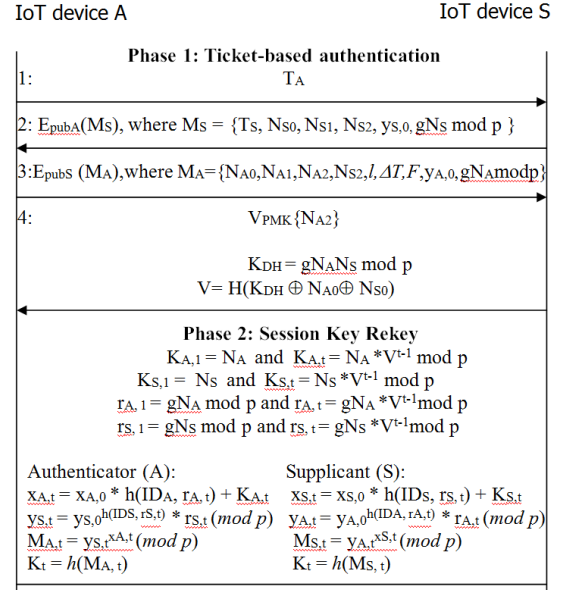 IoT device A IoT device S
Phase 1: Ticket-based authentication
1: TA
2: EpubA(MS), where MS = {TS, NS0, NS1, NS2, yS,0, gNS mod p }
3:EpubS (MA),where MA={NA0,NA1,NA2,NS2,l,ΔT,F,yA,0,gNAmodp}
4: VPMK{NA2}
KDH = gNANS mod p
V= H(KDH ⊕ NA0⊕ NS0)
Phase 2: Session Key Rekey
KA,1 = NA and KA,t = NA *Vt-1 mod p
KS,1 = NS and KS,t = NS *Vt-1 mod p
rA, 1 = gNA mod p and rA, t = gNA *Vt-1mod p
rS, 1 = gNS mod p and rS, t = gNS *Vt-1mod p
Authenticator (A): Supplicant (S):
xA,t = xA,0 * h(IDA, rA, t) + KA,t xS,t = xS,0 * h(IDS, rS, t) + KS,t
yS,t = yS,0h(IDS, rS,t) * rS,t (mod p) yA,t = yA,0h(IDA, rA,t) * rA,t (mod p)
MA,t = yS,txA,t (mod p) MS,t = yA,txS,t (mod p)
Kt = h(MA, t) Kt = h(MS, t)